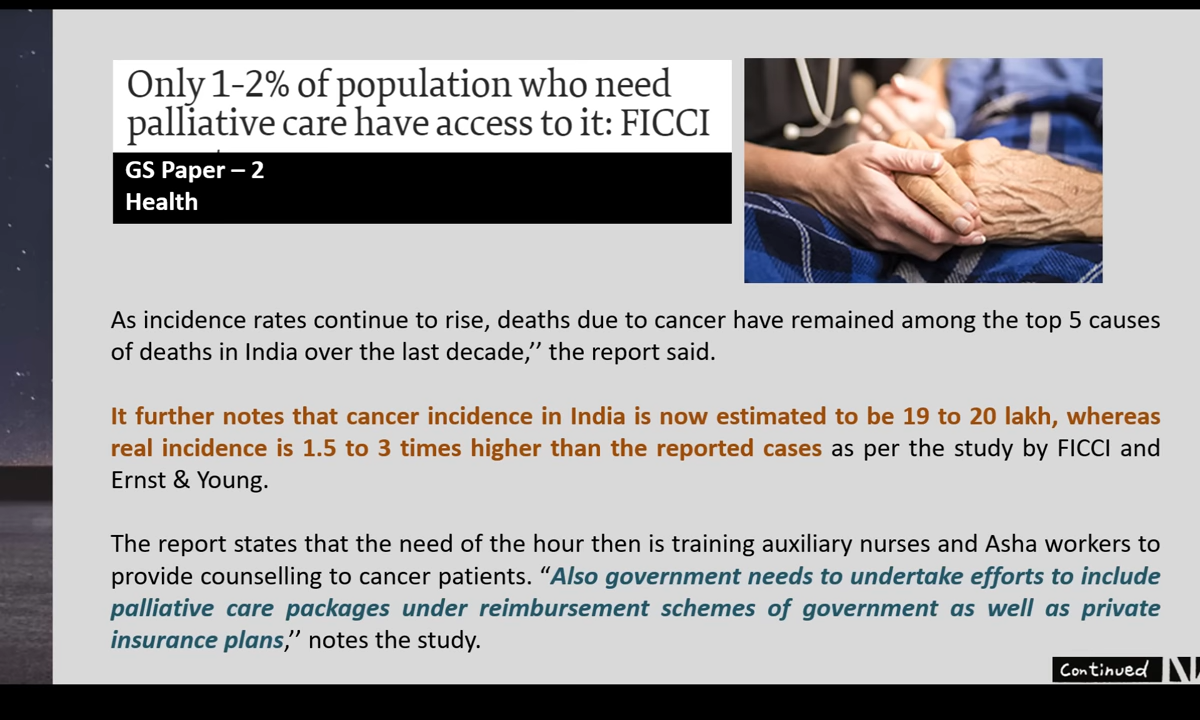 Only 1-2% of population who need
palliative care have access to it: FICCI
GS Paper – 2
Health
As incidence rates continue to rise, deaths due to cancer have remained among the top 5 causes
of deaths in India over the last decade,’’ the report said.
It further notes that cancer incidence in India is now estimated to be 19 to 20 lakh, whereas
real incidence is 1.5 to 3 times higher than the reported cases as per the study by FICCI and
Ernst & Young.
The report states that the need of the hour then is training auxiliary nurses and Asha workers to
provide counselling to cancer patients. “Also government needs to undertake efforts to include
palliative care packages under reimbursement schemes of government as well as private
insurance plans,’’ notes the study.
Continued